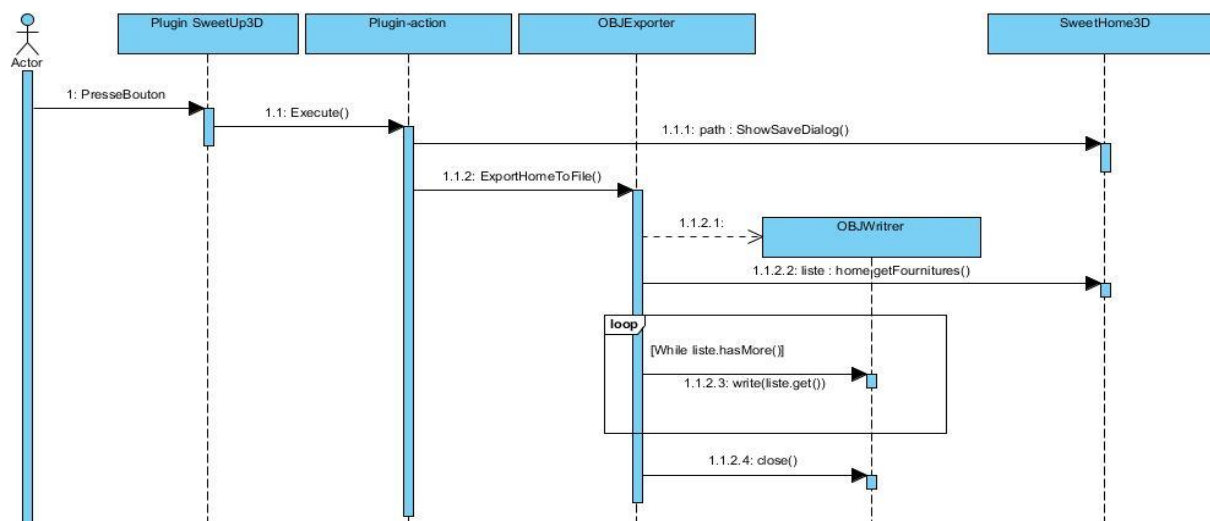 Plugin SweetUp3D
Plugin-action
OBJExporter
SweetHome3D
Actor
1: PresseBouton
1.1: Execute()
1.1.1: path : ShowSaveDialog()
1.1.2: ExportHomeToFile()
1.1.2.1:
OBJWritrer
1.1.2.2: liste : home.getFournitures()
loop
[While liste.hasMore()]
1.1.2.3: write(liste.get())
1.1.2.4: close()